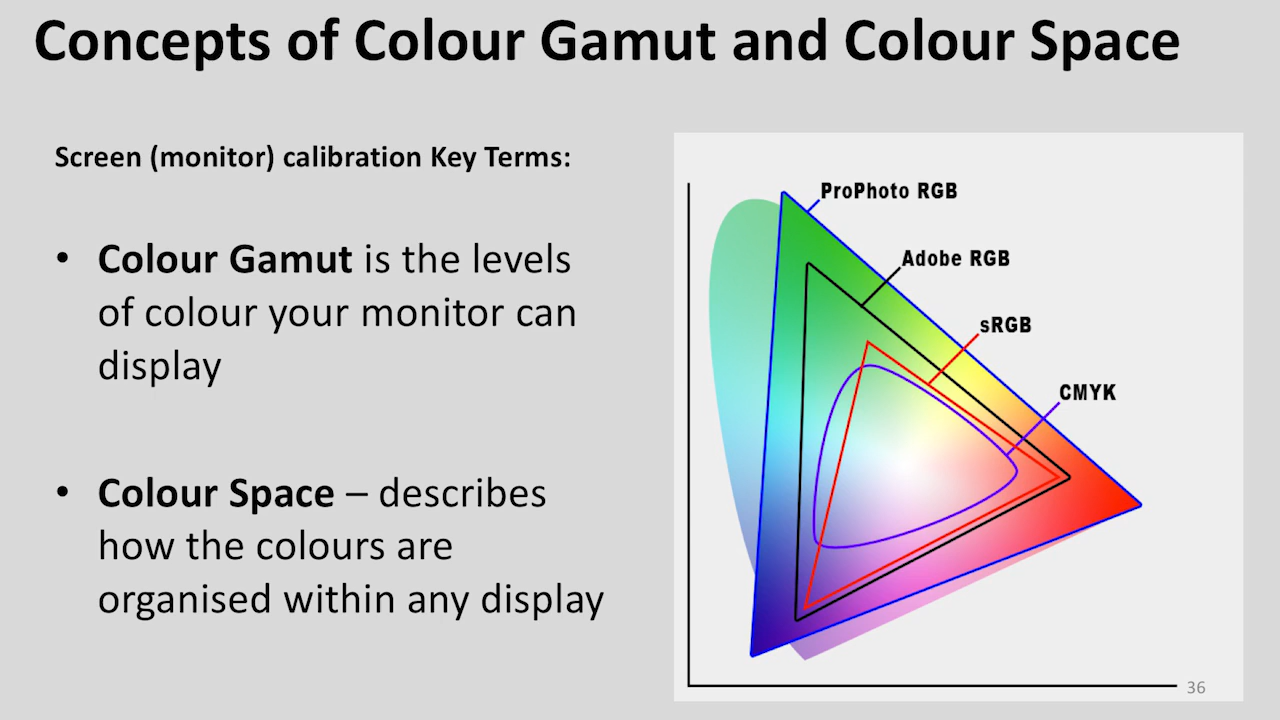 Concepts of Colour Gamut and Colour Space
Screen (monitor) calibration Key Terms:
• Colour Gamut is the levels
of colour your monitor can
display
• Colour Space – describes
how the colours are
organised within any display
ProPhoto RGB
Adobe RGB
sRGB
CMYK
36